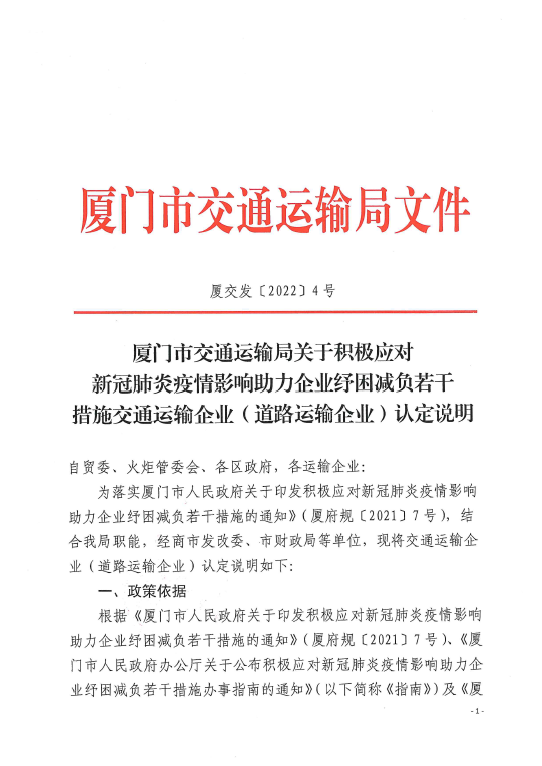 厦门市交通运输局文件
厦交发〔2022〕4号
厦门市交通运输局关于积极应对
新冠肺炎疫情影响助力企业纾困减负若干
措施交通运输企业（道路运输企业）认定说明
自贸委、火炬管委会、各区政府，各运输企业：
为落实厦门市人民政府关于印发积极应对新冠肺炎疫情影响
助力企业纾困减负若干措施的通知》（厦府规〔2021〕7号），结
合我局职能，经商市发改委、市财政局等单位，现将交通运输企
业（道路运输企业）认定说明如下：
一、政策依据
根据《厦门市人民政府关于印发积极应对新冠肺炎疫情影响
助力企业纾困减负若干措施的通知》（厦府规〔2021〕7号）、《厦
门市人民政府办公厅关于公布积极应对新冠肺炎疫情影响助力企
业纾困减负若干措施办事指南的通知》（以下简称《指南》）及《厦
-1-